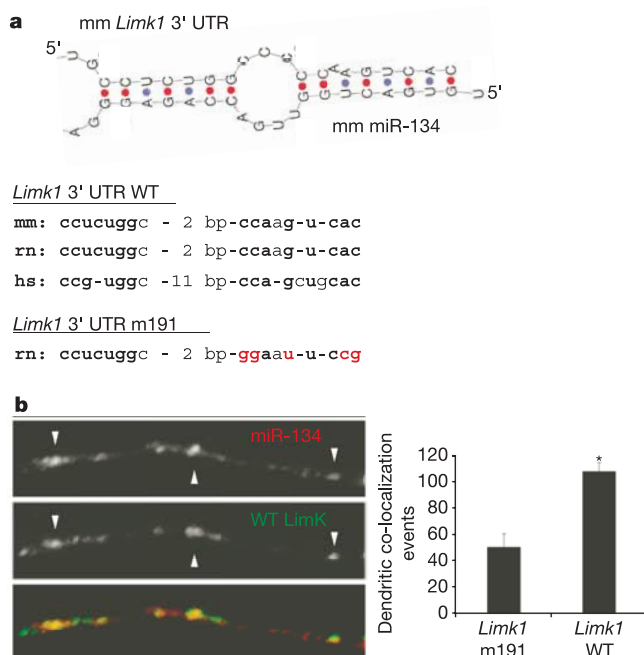 a
mm Limk1 3' UTR
5'
U G C C U C U G G C C C C A A G U C A C
A G G G A G A C C A G U U G G U C A G U G U
5'
mm miR-134
Limk1 3' UTR WT
mm: ccucuggc - 2 bp-ccaag-u-cac
rn: ccucuggc - 2 bp-ccaag-u-cac
hs: ccg-uggc -11 bp-cca-gcugcac
Limk1 3' UTR m191
rn: ccucuggc - 2 bp-ggaau-u-ccg
b
miR-134
WT LimK
Dendritic co-localization
events
120
100
80
60
40
20
0
*
Limk1
m191
Limk1
WT